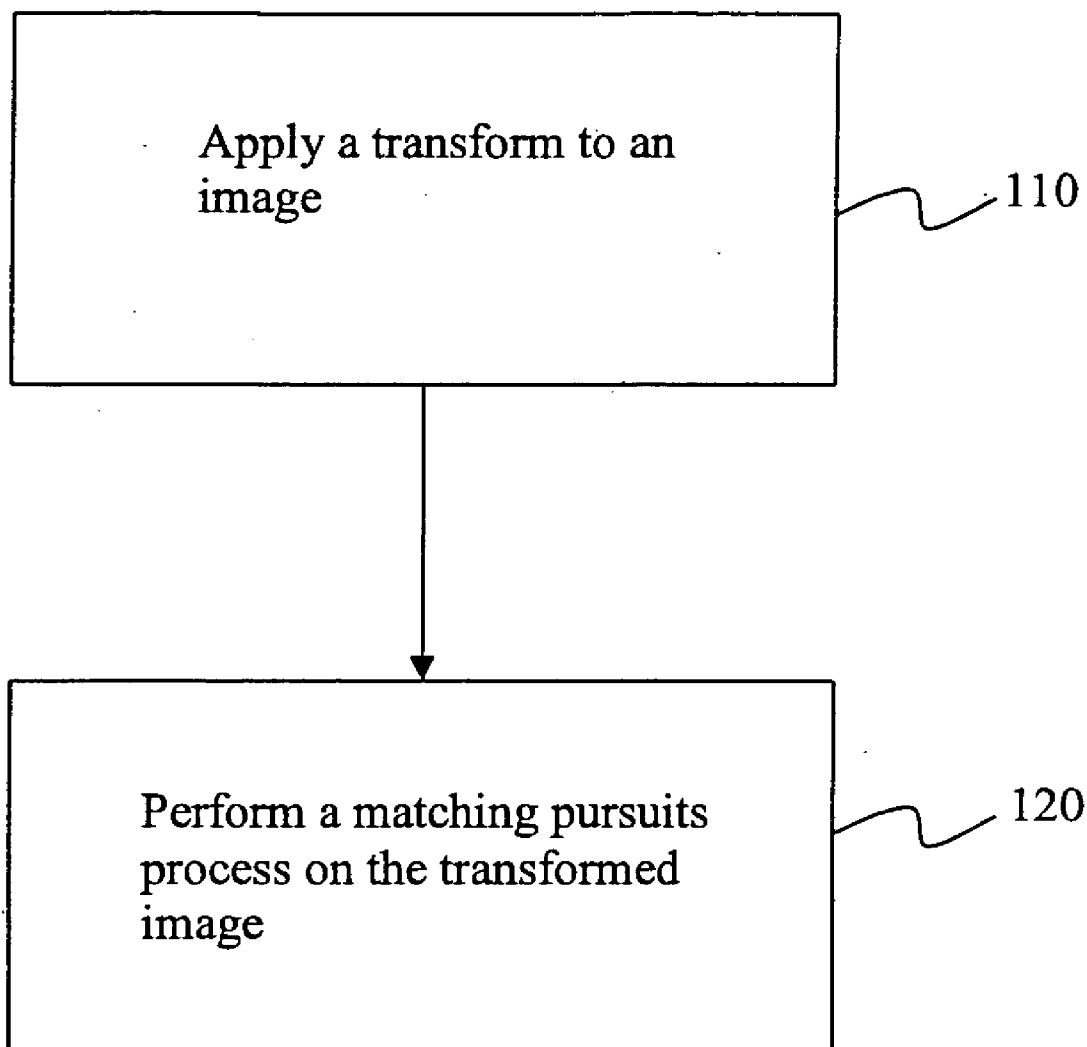 Apply a transform to an
image
110
Perform a matching pursuits
process on the transformed
image
120